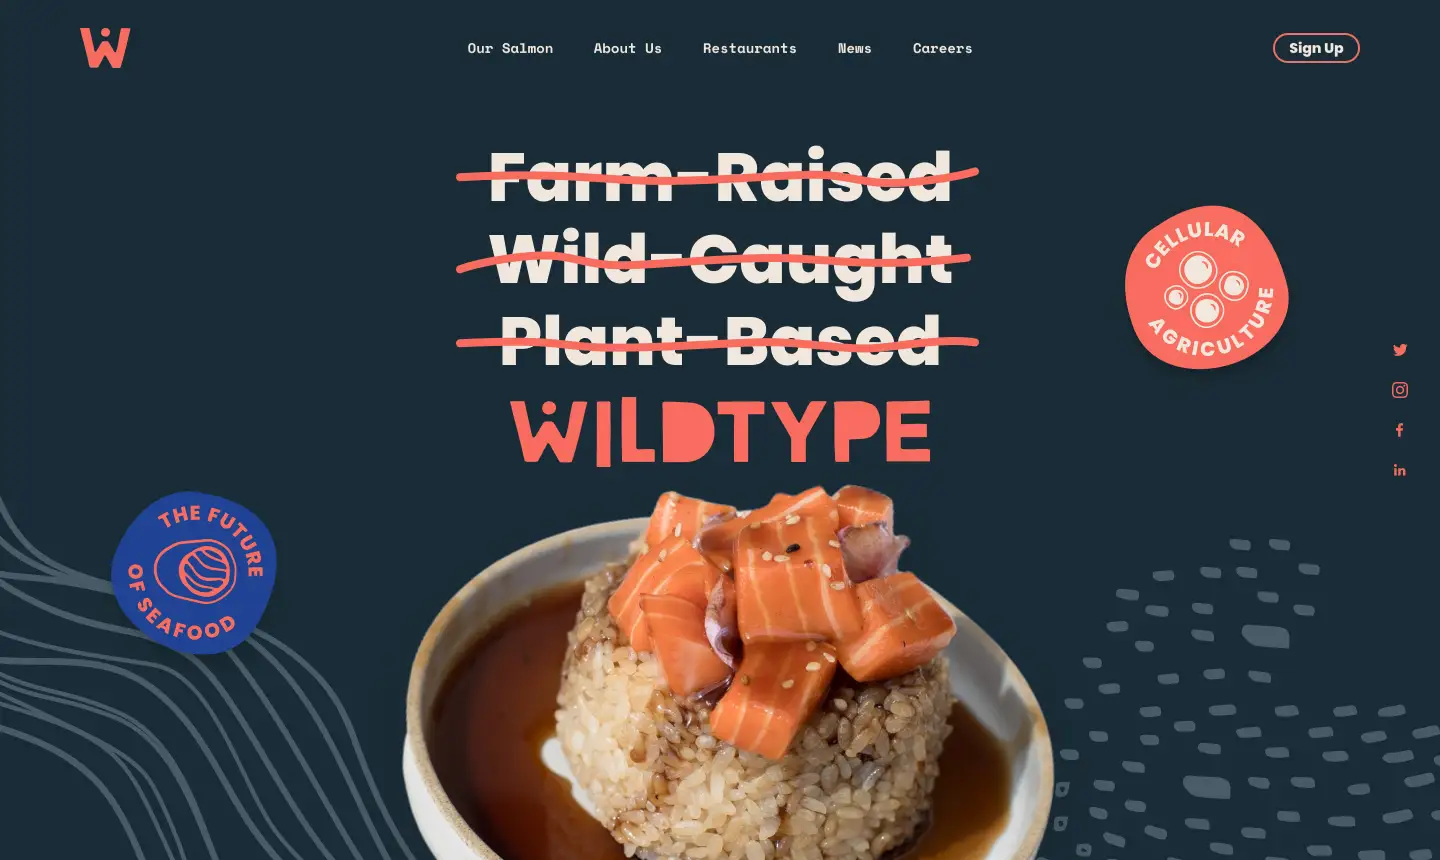 W
Our Salmon
About Us
Restaurants
News
Careers
Sign Up
Farm-Raised
Wild-Caught
Plant-Based
WILDTYPE
CELLULAR
AGRICULTURE
THE FUTURE
OF SEAFOOD